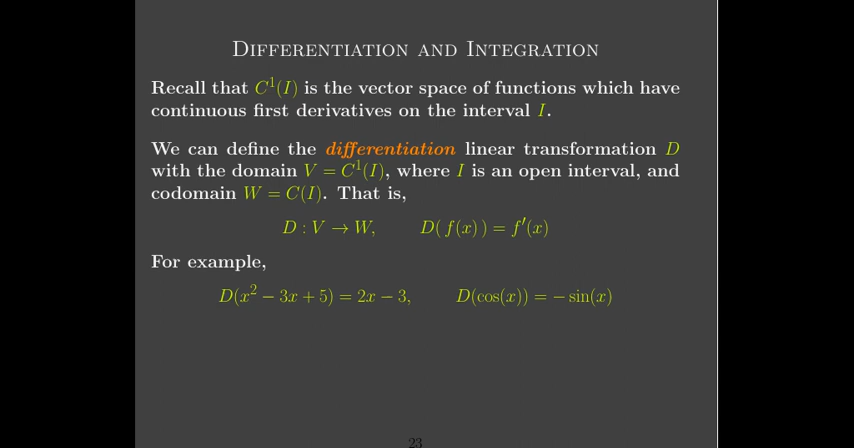 Differentiation and Integration
Recall that C¹(I) is the vector space of functions which have
continuous first derivatives on the interval I.
We can define the differentiation linear transformation D
with the domain V = C¹(I), where I is an open interval, and
codomain W = C(I). That is,
D : V → W, D( f(x) ) = f′(x)
For example,
D(x² − 3x + 5) = 2x − 3, D(cos(x)) = − sin(x)
23